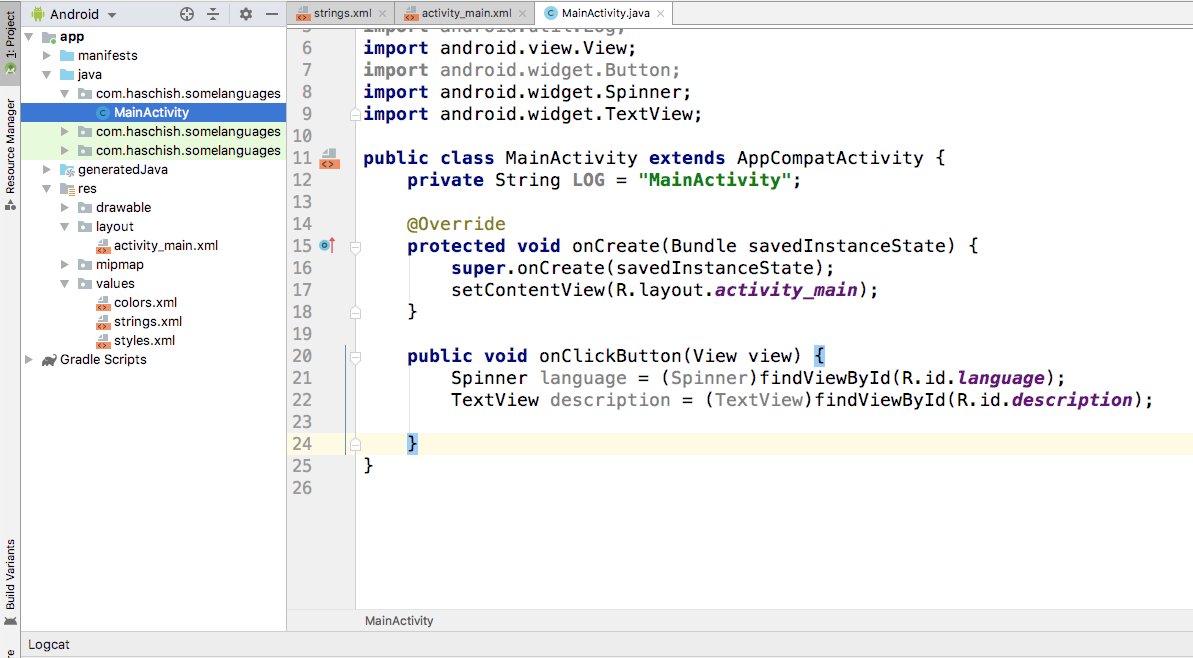 Android
strings.xml
activity_main.xml
MainActivity.java
1: Project
Resource Manager
Build Variants
app
manifests
java
com.haschish.somelanguages
MainActivity
com.haschish.somelanguages
com.haschish.somelanguages
generatedJava
res
drawable
layout
activity_main.xml
mipmap
values
colors.xml
strings.xml
styles.xml
Gradle Scripts
5 import android.util.Log;
6 import android.view.View;
7 import android.widget.Button;
8 import android.widget.Spinner;
9 import android.widget.TextView;
10
11 public class MainActivity extends AppCompatActivity {
12 private String LOG = "MainActivity";
13
14 @Override
15 protected void onCreate(Bundle savedInstanceState) {
16 super.onCreate(savedInstanceState);
17 setContentView(R.layout.activity_main);
18 }
19
20 public void onClickButton(View view) {
21 Spinner language = (Spinner)findViewById(R.id.language);
22 TextView description = (TextView)findViewById(R.id.description);
23
24 }
25 }
26
MainActivity
Logcat